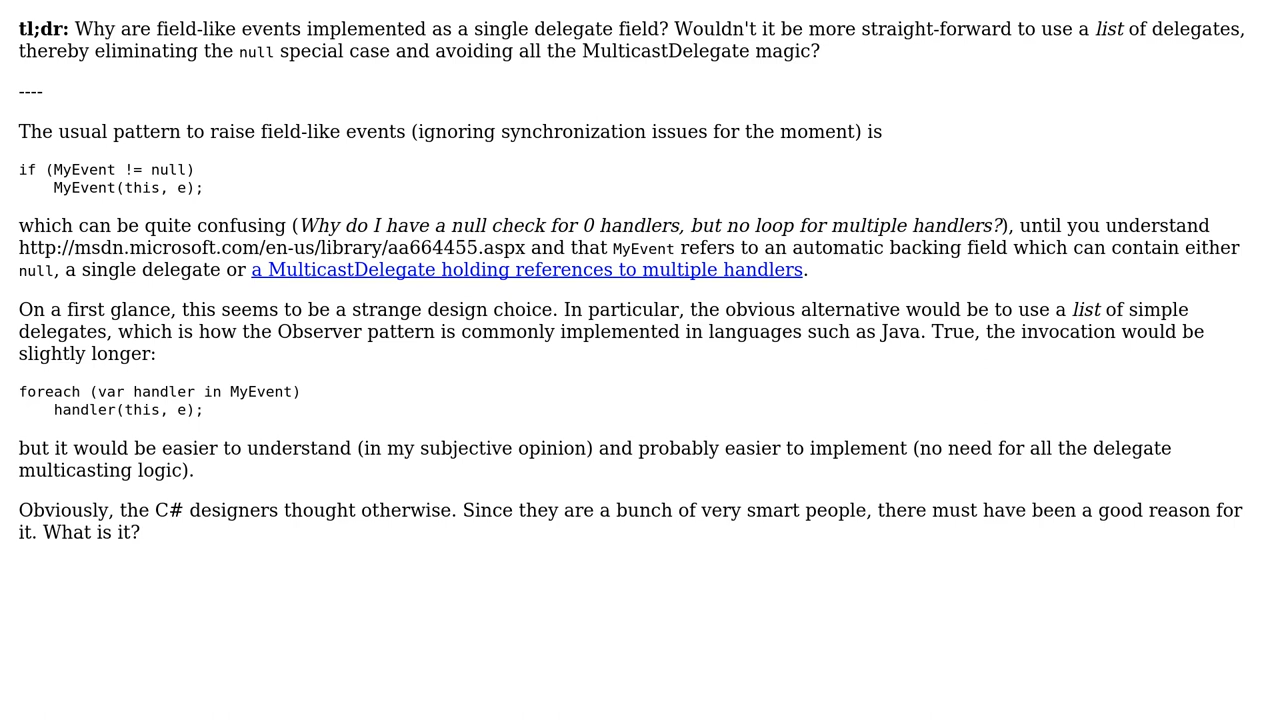 tl;dr: Why are field-like events implemented as a single delegate field? Wouldn't it be more straight-forward to use a list of delegates,
thereby eliminating the null special case and avoiding all the MulticastDelegate magic?
----
The usual pattern to raise field-like events (ignoring synchronization issues for the moment) is
if (MyEvent != null)
    MyEvent(this, e);
which can be quite confusing (Why do I have a null check for 0 handlers, but no loop for multiple handlers?), until you understand
http://msdn.microsoft.com/en-us/library/aa664455.aspx and that MyEvent refers to an automatic backing field which can contain either
null, a single delegate or a MulticastDelegate holding references to multiple handlers.
On a first glance, this seems to be a strange design choice. In particular, the obvious alternative would be to use a list of simple
delegates, which is how the Observer pattern is commonly implemented in languages such as Java. True, the invocation would be
slightly longer:
foreach (var handler in MyEvent)
    handler(this, e);
but it would be easier to understand (in my subjective opinion) and probably easier to implement (no need for all the delegate
multicasting logic).
Obviously, the C# designers thought otherwise. Since they are a bunch of very smart people, there must have been a good reason for
it. What is it?